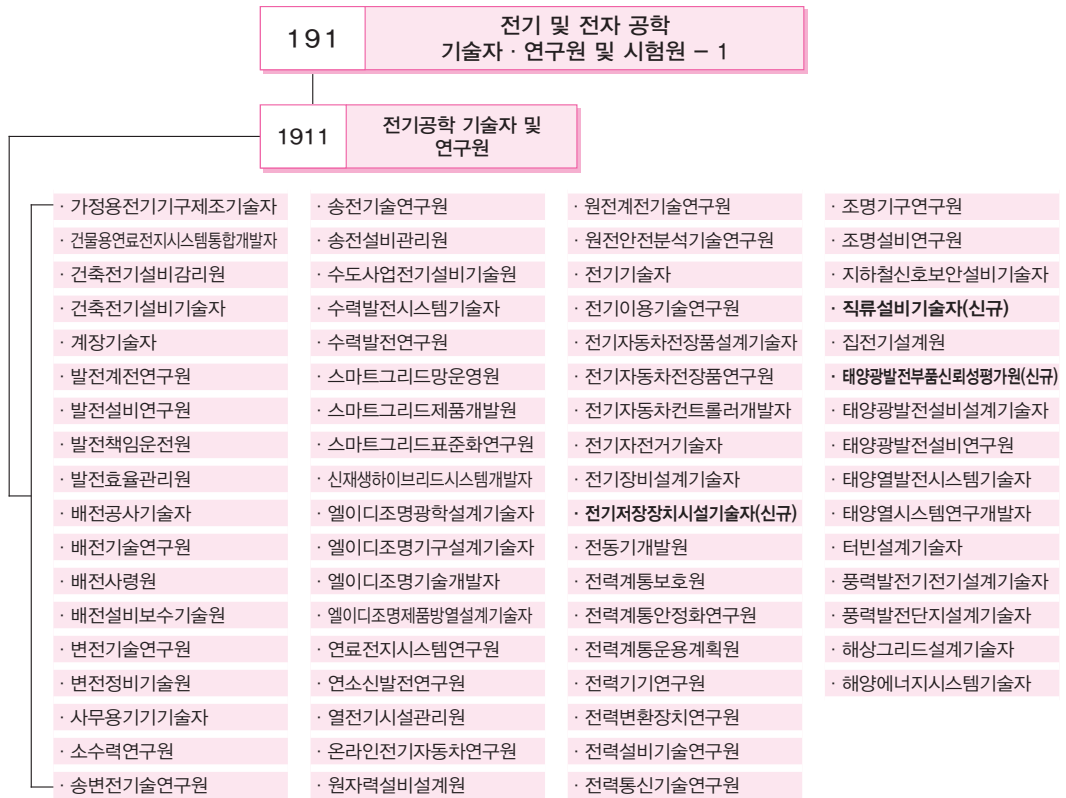 191
전기 및 전자 공학
기술자 · 연구원 및 시험원 – 1
1911
전기공학 기술자 및
연구원
· 가정용전기기구제조기술자
· 건물용연료전지시스템통합개발자
· 건축전기설비감리원
· 건축전기설비기술자
· 계장기술자
· 발전계전연구원
· 발전설비연구원
· 발전책임운전원
· 발전효율관리원
· 배전공사기술자
· 배전기술연구원
· 배전사령원
· 배전설비보수기술원
· 변전기술연구원
· 변전정비기술원
· 사무용기기기술자
· 소수력연구원
· 송변전기술연구원
· 송전기술연구원
· 송전설비관리원
· 수도사업전기설비기술원
· 수력발전시스템기술자
· 수력발전연구원
· 스마트그리드망운영원
· 스마트그리드제품개발원
· 스마트그리드표준화연구원
· 신재생하이브리드시스템개발자
· 엘이디조명광학설계기술자
· 엘이디조명기구설계기술자
· 엘이디조명기술개발자
· 엘이디조명제품방열설계기술자
· 연료전지시스템연구원
· 연소신발전연구원
· 열전기시설관리원
· 온라인전기자동차연구원
· 원자력설비설계원
· 원전계전기술연구원
· 원전안전분석기술연구원
· 전기기술자
· 전기이용기술연구원
· 전기자동차전장품설계기술자
· 전기자동차전장품연구원
· 전기자동차컨트롤러개발자
· 전기자전거기술자
· 전기장비설계기술자
· 전기저장장치시설기술자(신규)
· 전동기개발원
· 전력계통보호원
· 전력계통안정화연구원
· 전력계통운용계획원
· 전력기기연구원
· 전력변환장치연구원
· 전력설비기술연구원
· 전력통신기술연구원
· 조명기구연구원
· 조명설비연구원
· 지하철신호보안설비기술자
· 직류설비기술자(신규)
· 집전기설계원
· 태양광발전부품신뢰성평가원(신규)
· 태양광발전설비설계기술자
· 태양광발전설비연구원
· 태양열발전시스템기술자
· 태양열시스템연구개발자
· 터빈설계기술자
· 풍력발전기전기설계기술자
· 풍력발전단지설계기술자
· 해상그리드설계기술자
· 해양에너지시스템기술자